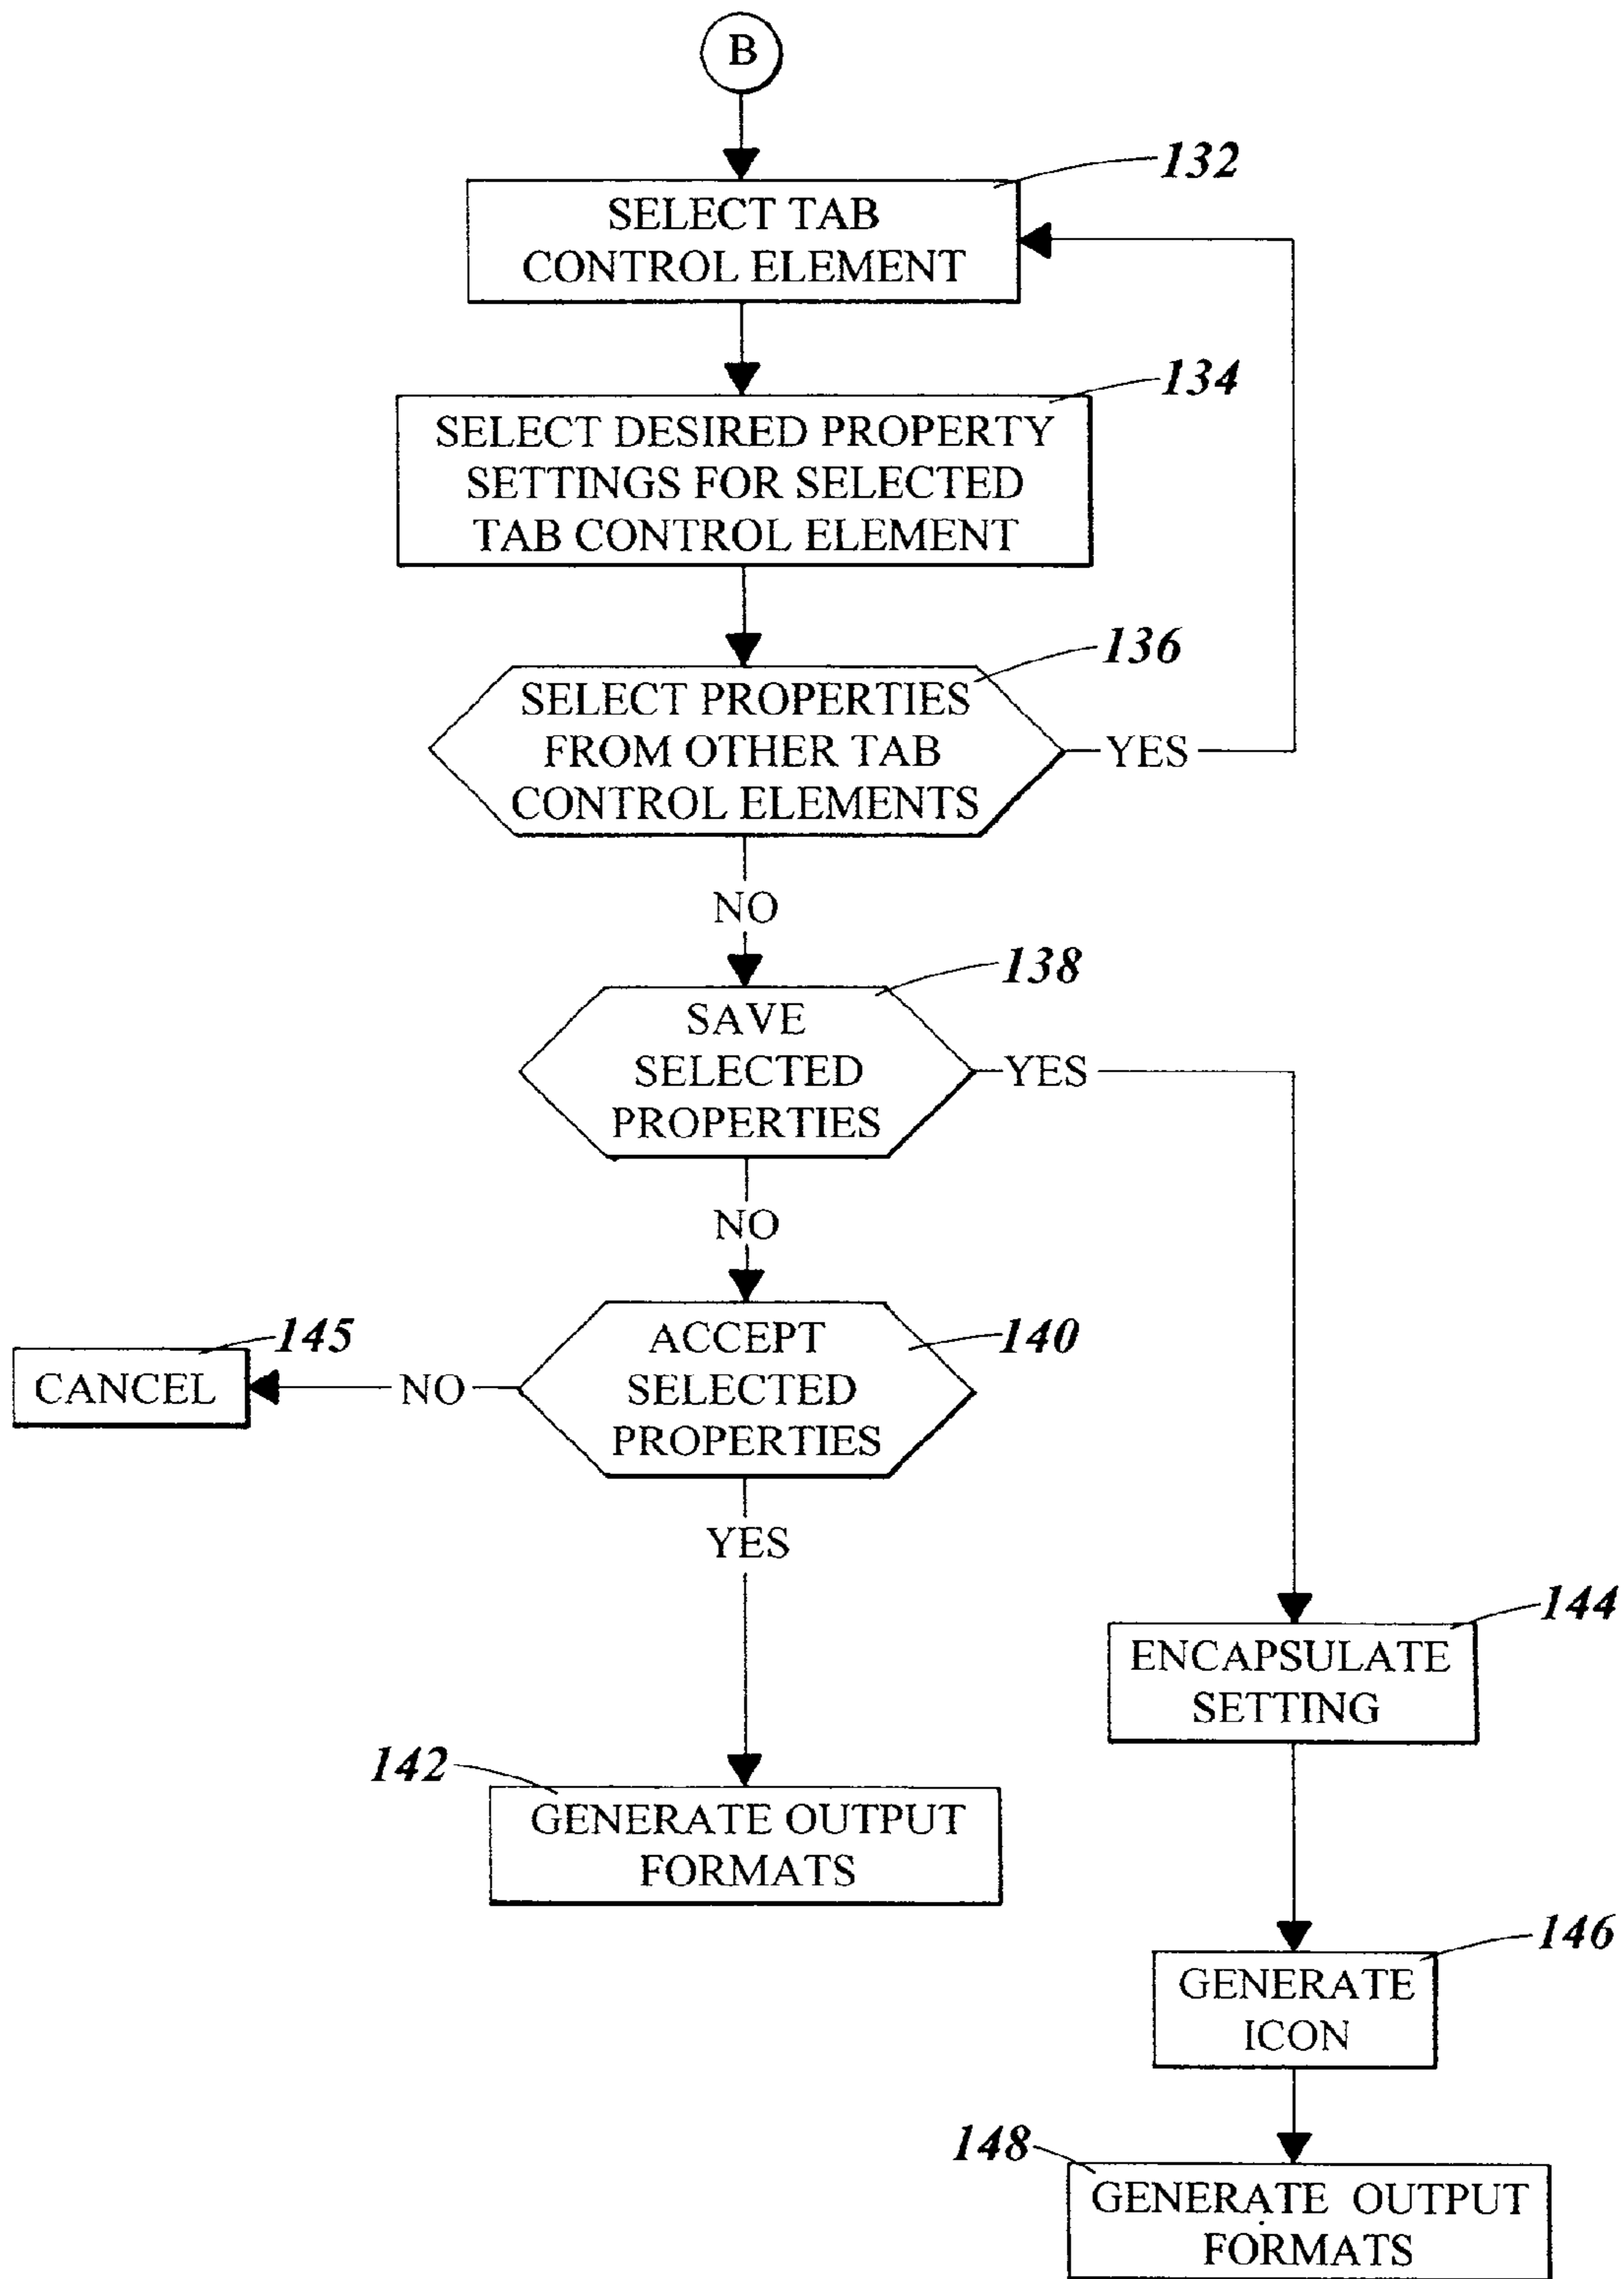 B
132
SELECT TAB
CONTROL ELEMENT
134
SELECT DESIRED PROPERTY
SETTINGS FOR SELECTED
TAB CONTROL ELEMENT
136
SELECT PROPERTIES
FROM OTHER TAB
CONTROL ELEMENTS
YES
NO
138
SAVE
SELECTED
PROPERTIES
YES
NO
140
ACCEPT
SELECTED
PROPERTIES
145
CANCEL
NO
YES
142
GENERATE OUTPUT
FORMATS
144
ENCAPSULATE
SETTING
146
GENERATE
ICON
148
GENERATE OUTPUT
FORMATS